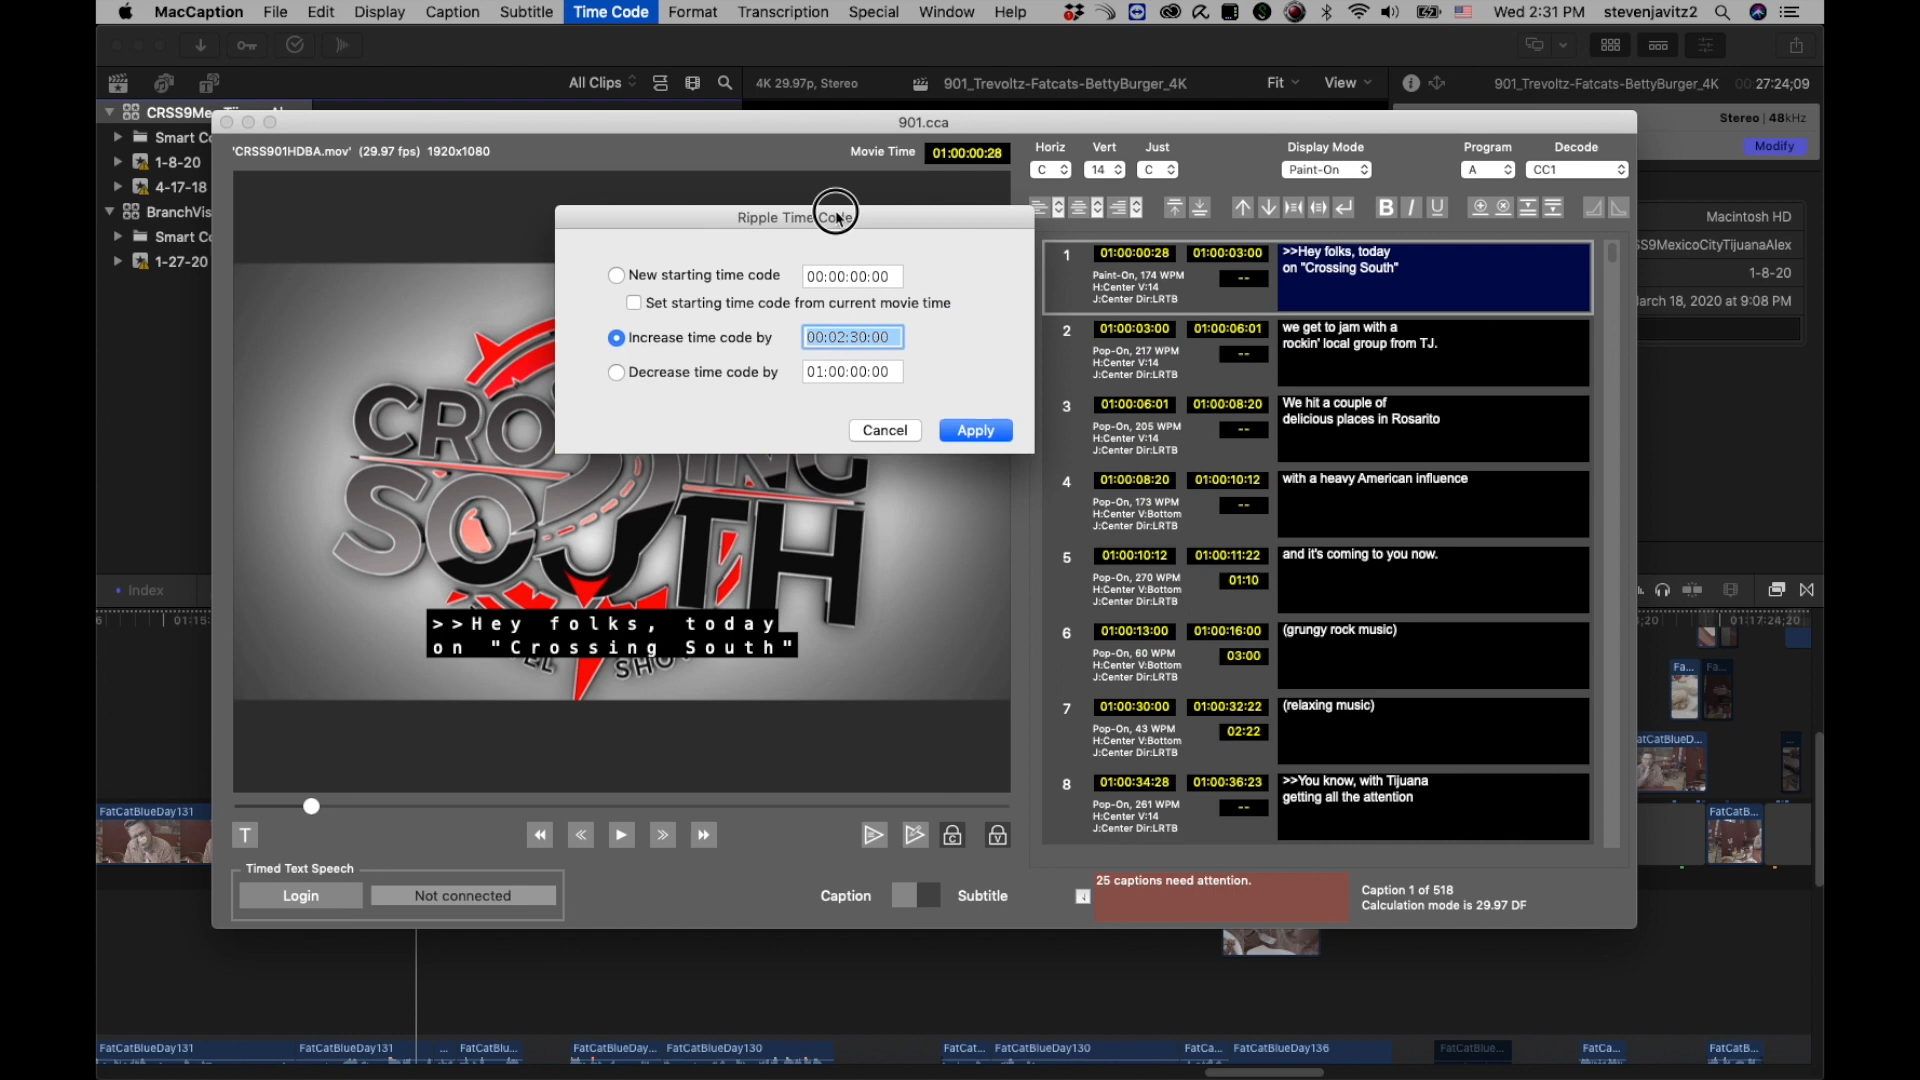 MacCaption File Edit Display Caption Subtitle Time Code Format Transcription Special Window Help Wed 2:31 PM stevenjavitz2
All Clips 4K 29.97p, Stereo 901_Trevoltz-Fatcats-BettyBurger_4K Fit View 901_Trevoltz-Fatcats-BettyBurger_4K 00:27:24;09
CRSS9Me
Smart Co
1-8-20
4-17-18
BranchVis
Smart Co
1-27-20
Stereo | 48kHz
Modify
Macintosh HD
S9MexicoCityTijuanaAlex
1-8-20
arch 18, 2020 at 9:08 PM
901.cca
'CRSS901HDBA.mov' (29.97 fps) 1920x1080
Movie Time 01:00:00:28
Horiz Vert Just Display Mode Program Decode
C 14 C Paint-On A CC1
B I U
Ripple Time Code
New starting time code 00:00:00:00
Set starting time code from current movie time
Increase time code by 00:02:30:00
Decrease time code by 01:00:00:00
Cancel Apply
>>Hey folks, today
on "Crossing South"
1 01:00:00:28 01:00:03:00 >>Hey folks, today
on "Crossing South"
Paint-On, 174 WPM --
H:Center V:14
J:Center Dir:LRTB
2 01:00:03:00 01:00:06:01 we get to jam with a
rockin' local group from TJ.
Pop-On, 217 WPM --
H:Center V:14
J:Center Dir:LRTB
3 01:00:06:01 01:00:08:20 We hit a couple of
delicious places in Rosarito
Pop-On, 205 WPM --
H:Center V:14
J:Center Dir:LRTB
4 01:00:08:20 01:00:10:12 with a heavy American influence
Pop-On, 173 WPM --
H:Center V:Bottom
J:Center Dir:LRTB
5 01:00:10:12 01:00:11:22 and it's coming to you now.
Pop-On, 270 WPM 01:10
H:Center V:Bottom
J:Center Dir:LRTB
6 01:00:13:00 01:00:16:00 (grungy rock music)
Pop-On, 60 WPM 03:00
H:Center V:Bottom
J:Center Dir:LRTB
7 01:00:30:00 01:00:32:22 (relaxing music)
Pop-On, 43 WPM 02:22
H:Center V:Bottom
J:Center Dir:LRTB
8 01:00:34:28 01:00:36:23 >>You know, with Tijuana
getting all the attention
Pop-On, 261 WPM --
H:Center V:14
J:Center Dir:LRTB
T
Timed Text Speech
Login Not connected
Caption Subtitle
25 captions need attention.
Caption 1 of 518
Calculation mode is 29.97 DF
Index
01:15:
;20 01:17:24;20
Fa... Fa...
atCatBlueD...
FatCatBlueDay131
FatCatB...
FatCatBlueDay131 FatCatBlueDay131 ... FatCatBlu... FatCatBlueDay... FatCatBlueDay130 FatCat... FatCatBlueDay130 FatCa... FatCatBlueDay136 FatCatBlue... FatCa... FatCatB...